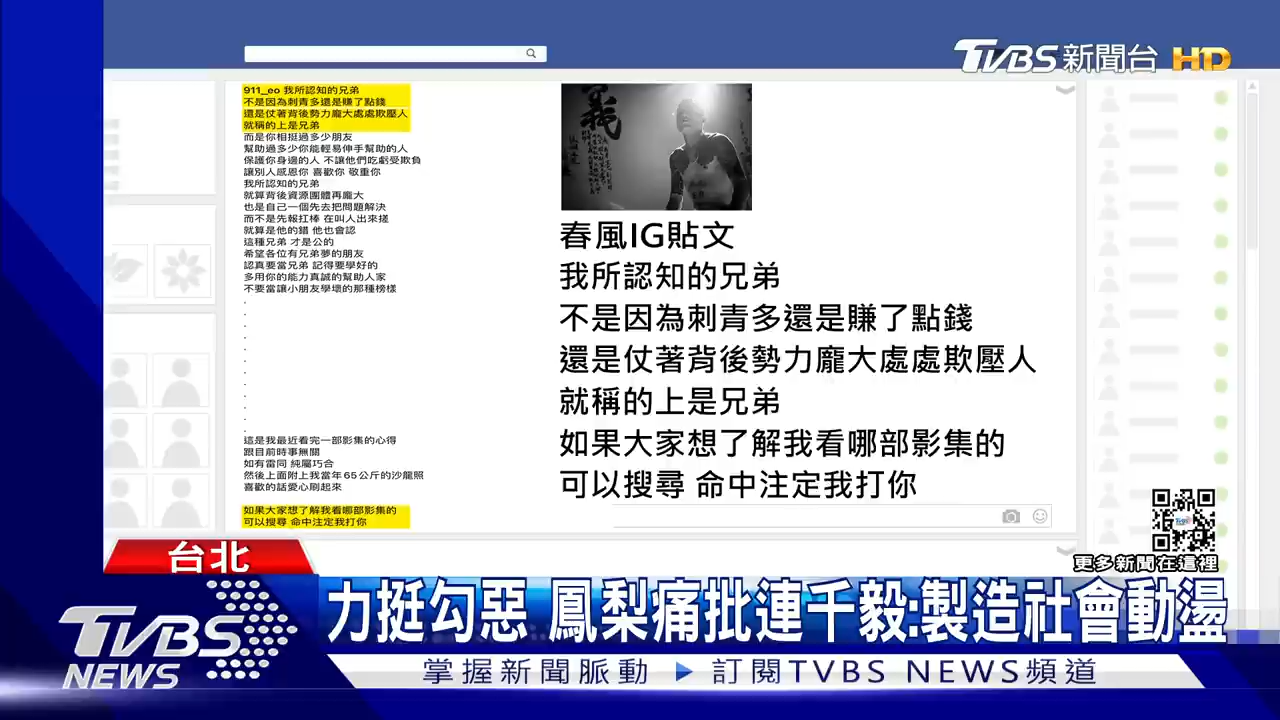 TVBS新聞台 HD
911_eo 我所認知的兄弟
不是因為刺青多還是賺了點錢
還是仗著背後勢力龐大處處欺壓人
就稱的上是兄弟
而是你相挺過多少朋友
幫助過多少你能輕易伸手幫助的人
保護你身邊的人 不讓他們吃虧受欺負
讓別人感恩你 喜歡你 敬重你
我所認知的兄弟
就算背後資源團體再龐大
也是自己一個先去把問題解決
而不是先報扛棒 在叫人出來搓
就算是他的錯 他也會認
這種兄弟 才是公的
希望各位有兄弟夢的朋友
認真要當兄弟 記得要學好的
多用你的能力真誠的幫助人家
不要當讓小朋友學壞的那種榜樣
.
.
.
.
.
.
.
.
.
.
.
.
這是我最近看完一部影集的心得
跟目前時事無關
如有雷同 純屬巧合
然後上面附上我當年65公斤的沙龍照
喜歡的話愛心刷起來
如果大家想了解我看哪部影集的
可以搜尋 命中注定我打你
義
春風IG貼文
我所認知的兄弟
不是因為刺青多還是賺了點錢
還是仗著背後勢力龐大處處欺壓人
就稱的上是兄弟
如果大家想了解我看哪部影集的
可以搜尋 命中注定我打你
更多新聞在這裡
台北
力挺勾惡 鳳梨痛批連千毅:製造社會動盪
TVBS
NEWS
掌握新聞脈動 ▶ 訂閱TVBS NEWS頻道